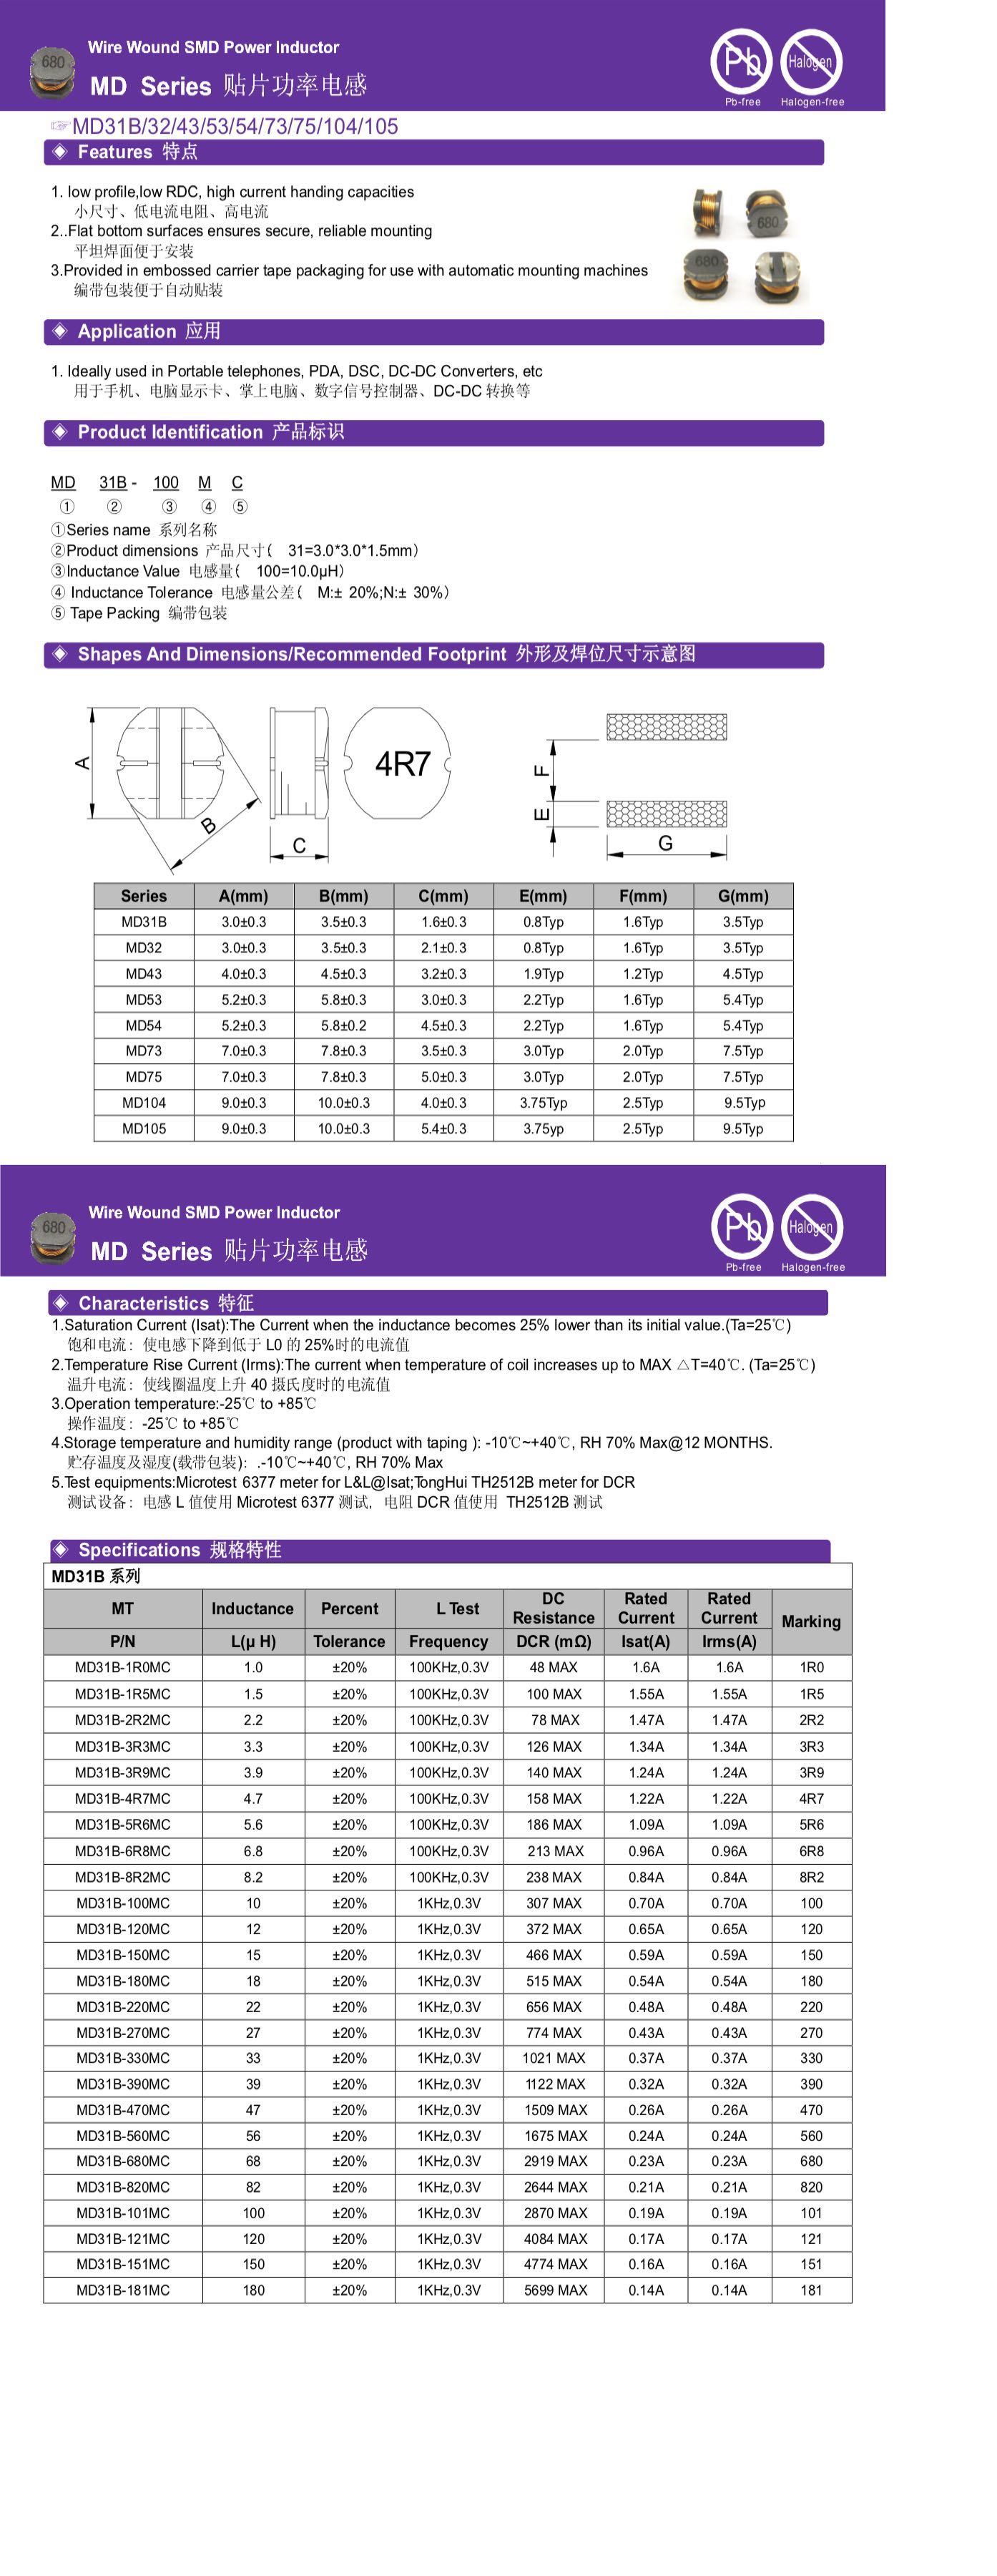 Wire Wound SMD Power Inductor
680
MD Series 贴片功率电感
Pb
Halogen
Pb-free Halogen-free
☞MD31B/32/43/53/54/73/75/104/105
◈ Features 特点
1. low profile,low RDC, high current handing capacities
小尺寸、低电流电阻、高电流
2..Flat bottom surfaces ensures secure, reliable mounting
平坦焊面便于安装
3.Provided in embossed carrier tape packaging for use with automatic mounting machines
编带包装便于自动贴装
680
680
◈ Application 应用
1. Ideally used in Portable telephones, PDA, DSC, DC-DC Converters, etc
用于手机、电脑显示卡、掌上电脑、数字信号控制器、DC-DC 转换等
◈ Product Identification 产品标识
MD 31B - 100 M C
① ② ③ ④ ⑤
①Series name 系列名称
②Product dimensions 产品尺寸( 31=3.0*3.0*1.5mm)
③Inductance Value 电感量( 100=10.0μH)
④ Inductance Tolerance 电感量公差( M:± 20%;N:± 30%)
⑤ Tape Packing 编带包装
◈ Shapes And Dimensions/Recommended Footprint 外形及焊位尺寸示意图
A
B
C
4R7
F
E
G
Series A(mm) B(mm) C(mm) E(mm) F(mm) G(mm)
MD31B 3.0±0.3 3.5±0.3 1.6±0.3 0.8Typ 1.6Typ 3.5Typ
MD32 3.0±0.3 3.5±0.3 2.1±0.3 0.8Typ 1.6Typ 3.5Typ
MD43 4.0±0.3 4.5±0.3 3.2±0.3 1.9Typ 1.2Typ 4.5Typ
MD53 5.2±0.3 5.8±0.3 3.0±0.3 2.2Typ 1.6Typ 5.4Typ
MD54 5.2±0.3 5.8±0.2 4.5±0.3 2.2Typ 1.6Typ 5.4Typ
MD73 7.0±0.3 7.8±0.3 3.5±0.3 3.0Typ 2.0Typ 7.5Typ
MD75 7.0±0.3 7.8±0.3 5.0±0.3 3.0Typ 2.0Typ 7.5Typ
MD104 9.0±0.3 10.0±0.3 4.0±0.3 3.75Typ 2.5Typ 9.5Typ
MD105 9.0±0.3 10.0±0.3 5.4±0.3 3.75yp 2.5Typ 9.5Typ
Wire Wound SMD Power Inductor
680
MD Series 贴片功率电感
Pb
Halogen
Pb-free Halogen-free
◈ Characteristics 特征
1.Saturation Current (Isat):The Current when the inductance becomes 25% lower than its initial value.(Ta=25℃)
饱和电流：使电感下降到低于 L0 的 25%时的电流值
2.Temperature Rise Current (Irms):The current when temperature of coil increases up to MAX △T=40℃. (Ta=25℃)
温升电流：使线圈温度上升 40 摄氏度时的电流值
3.Operation temperature:-25℃ to +85℃
操作温度：-25℃ to +85℃
4.Storage temperature and humidity range (product with taping ): -10℃~+40℃, RH 70% Max@12 MONTHS.
贮存温度及湿度(载带包装)：.-10℃~+40℃, RH 70% Max
5.Test equipments:Microtest 6377 meter for L&L@Isat;TongHui TH2512B meter for DCR
测试设备：电感 L 值使用 Microtest 6377 测试，电阻 DCR 值使用 TH2512B 测试
◈ Specifications 规格特性
MD31B 系列
MT Inductance Percent L Test DC Resistance Rated Current Rated Current Marking
P/N L(μ H) Tolerance Frequency DCR (mΩ) Isat(A) Irms(A)
MD31B-1R0MC 1.0 ±20% 100KHz,0.3V 48 MAX 1.6A 1.6A 1R0
MD31B-1R5MC 1.5 ±20% 100KHz,0.3V 100 MAX 1.55A 1.55A 1R5
MD31B-2R2MC 2.2 ±20% 100KHz,0.3V 78 MAX 1.47A 1.47A 2R2
MD31B-3R3MC 3.3 ±20% 100KHz,0.3V 126 MAX 1.34A 1.34A 3R3
MD31B-3R9MC 3.9 ±20% 100KHz,0.3V 140 MAX 1.24A 1.24A 3R9
MD31B-4R7MC 4.7 ±20% 100KHz,0.3V 158 MAX 1.22A 1.22A 4R7
MD31B-5R6MC 5.6 ±20% 100KHz,0.3V 186 MAX 1.09A 1.09A 5R6
MD31B-6R8MC 6.8 ±20% 100KHz,0.3V 213 MAX 0.96A 0.96A 6R8
MD31B-8R2MC 8.2 ±20% 100KHz,0.3V 238 MAX 0.84A 0.84A 8R2
MD31B-100MC 10 ±20% 1KHz,0.3V 307 MAX 0.70A 0.70A 100
MD31B-120MC 12 ±20% 1KHz,0.3V 372 MAX 0.65A 0.65A 120
MD31B-150MC 15 ±20% 1KHz,0.3V 466 MAX 0.59A 0.59A 150
MD31B-180MC 18 ±20% 1KHz,0.3V 515 MAX 0.54A 0.54A 180
MD31B-220MC 22 ±20% 1KHz,0.3V 656 MAX 0.48A 0.48A 220
MD31B-270MC 27 ±20% 1KHz,0.3V 774 MAX 0.43A 0.43A 270
MD31B-330MC 33 ±20% 1KHz,0.3V 1021 MAX 0.37A 0.37A 330
MD31B-390MC 39 ±20% 1KHz,0.3V 1122 MAX 0.32A 0.32A 390
MD31B-470MC 47 ±20% 1KHz,0.3V 1509 MAX 0.26A 0.26A 470
MD31B-560MC 56 ±20% 1KHz,0.3V 1675 MAX 0.24A 0.24A 560
MD31B-680MC 68 ±20% 1KHz,0.3V 2919 MAX 0.23A 0.23A 680
MD31B-820MC 82 ±20% 1KHz,0.3V 2644 MAX 0.21A 0.21A 820
MD31B-101MC 100 ±20% 1KHz,0.3V 2870 MAX 0.19A 0.19A 101
MD31B-121MC 120 ±20% 1KHz,0.3V 4084 MAX 0.17A 0.17A 121
MD31B-151MC 150 ±20% 1KHz,0.3V 4774 MAX 0.16A 0.16A 151
MD31B-181MC 180 ±20% 1KHz,0.3V 5699 MAX 0.14A 0.14A 181